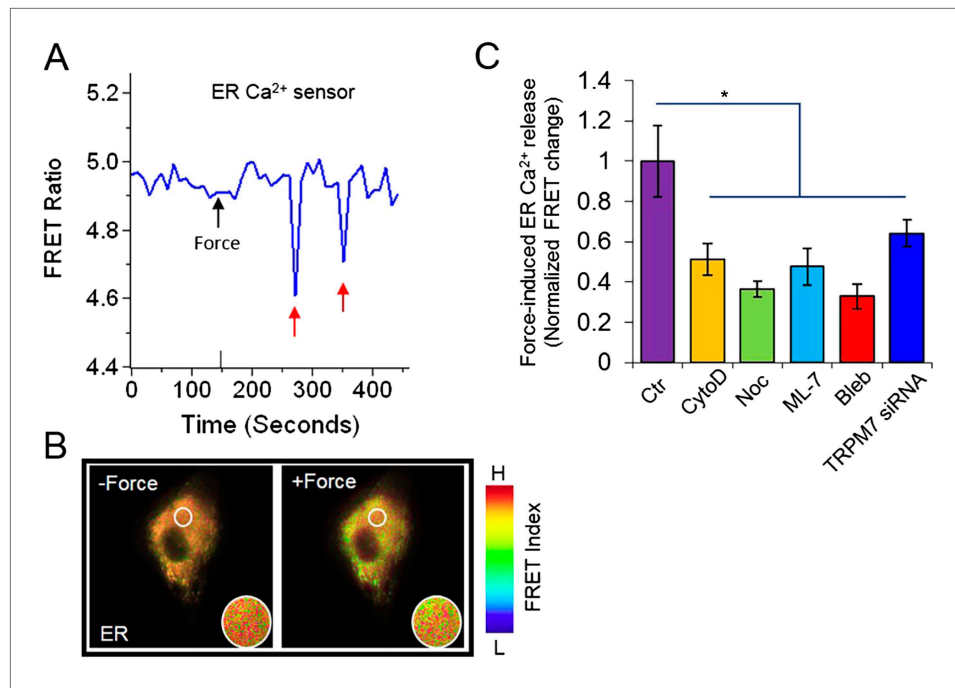 A
ER Ca²⁺ sensor
5.2
5.0
4.8
4.6
4.4
FRET Ratio
Force
0 100 200 300 400
Time (Seconds)
B
-Force
+Force
ER
H
FRET Index
L
C
Force-induced ER Ca²⁺ release
(Normalized FRET change)
1.4
1.2
1
0.8
0.6
0.4
0.2
0
*
Ctr
CytoD
Noc
ML-7
Bleb
TRPM7 siRNA